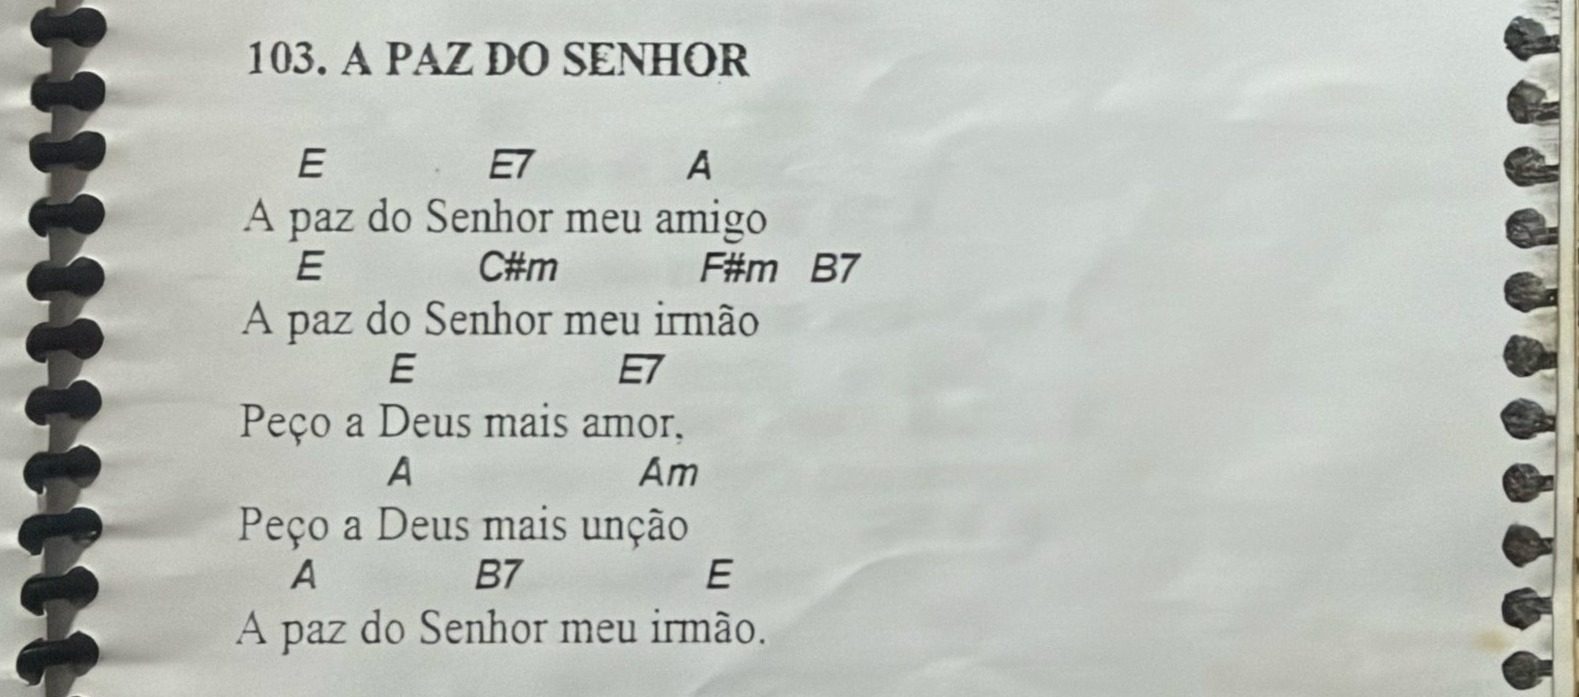 103. A PAZ DO SENHOR
E E7 A
A paz do Senhor meu amigo
E C#m F#m B7
A paz do Senhor meu irmão
E E7
Peço a Deus mais amor,
A Am
Peço a Deus mais unção
A B7 E
A paz do Senhor meu irmão.